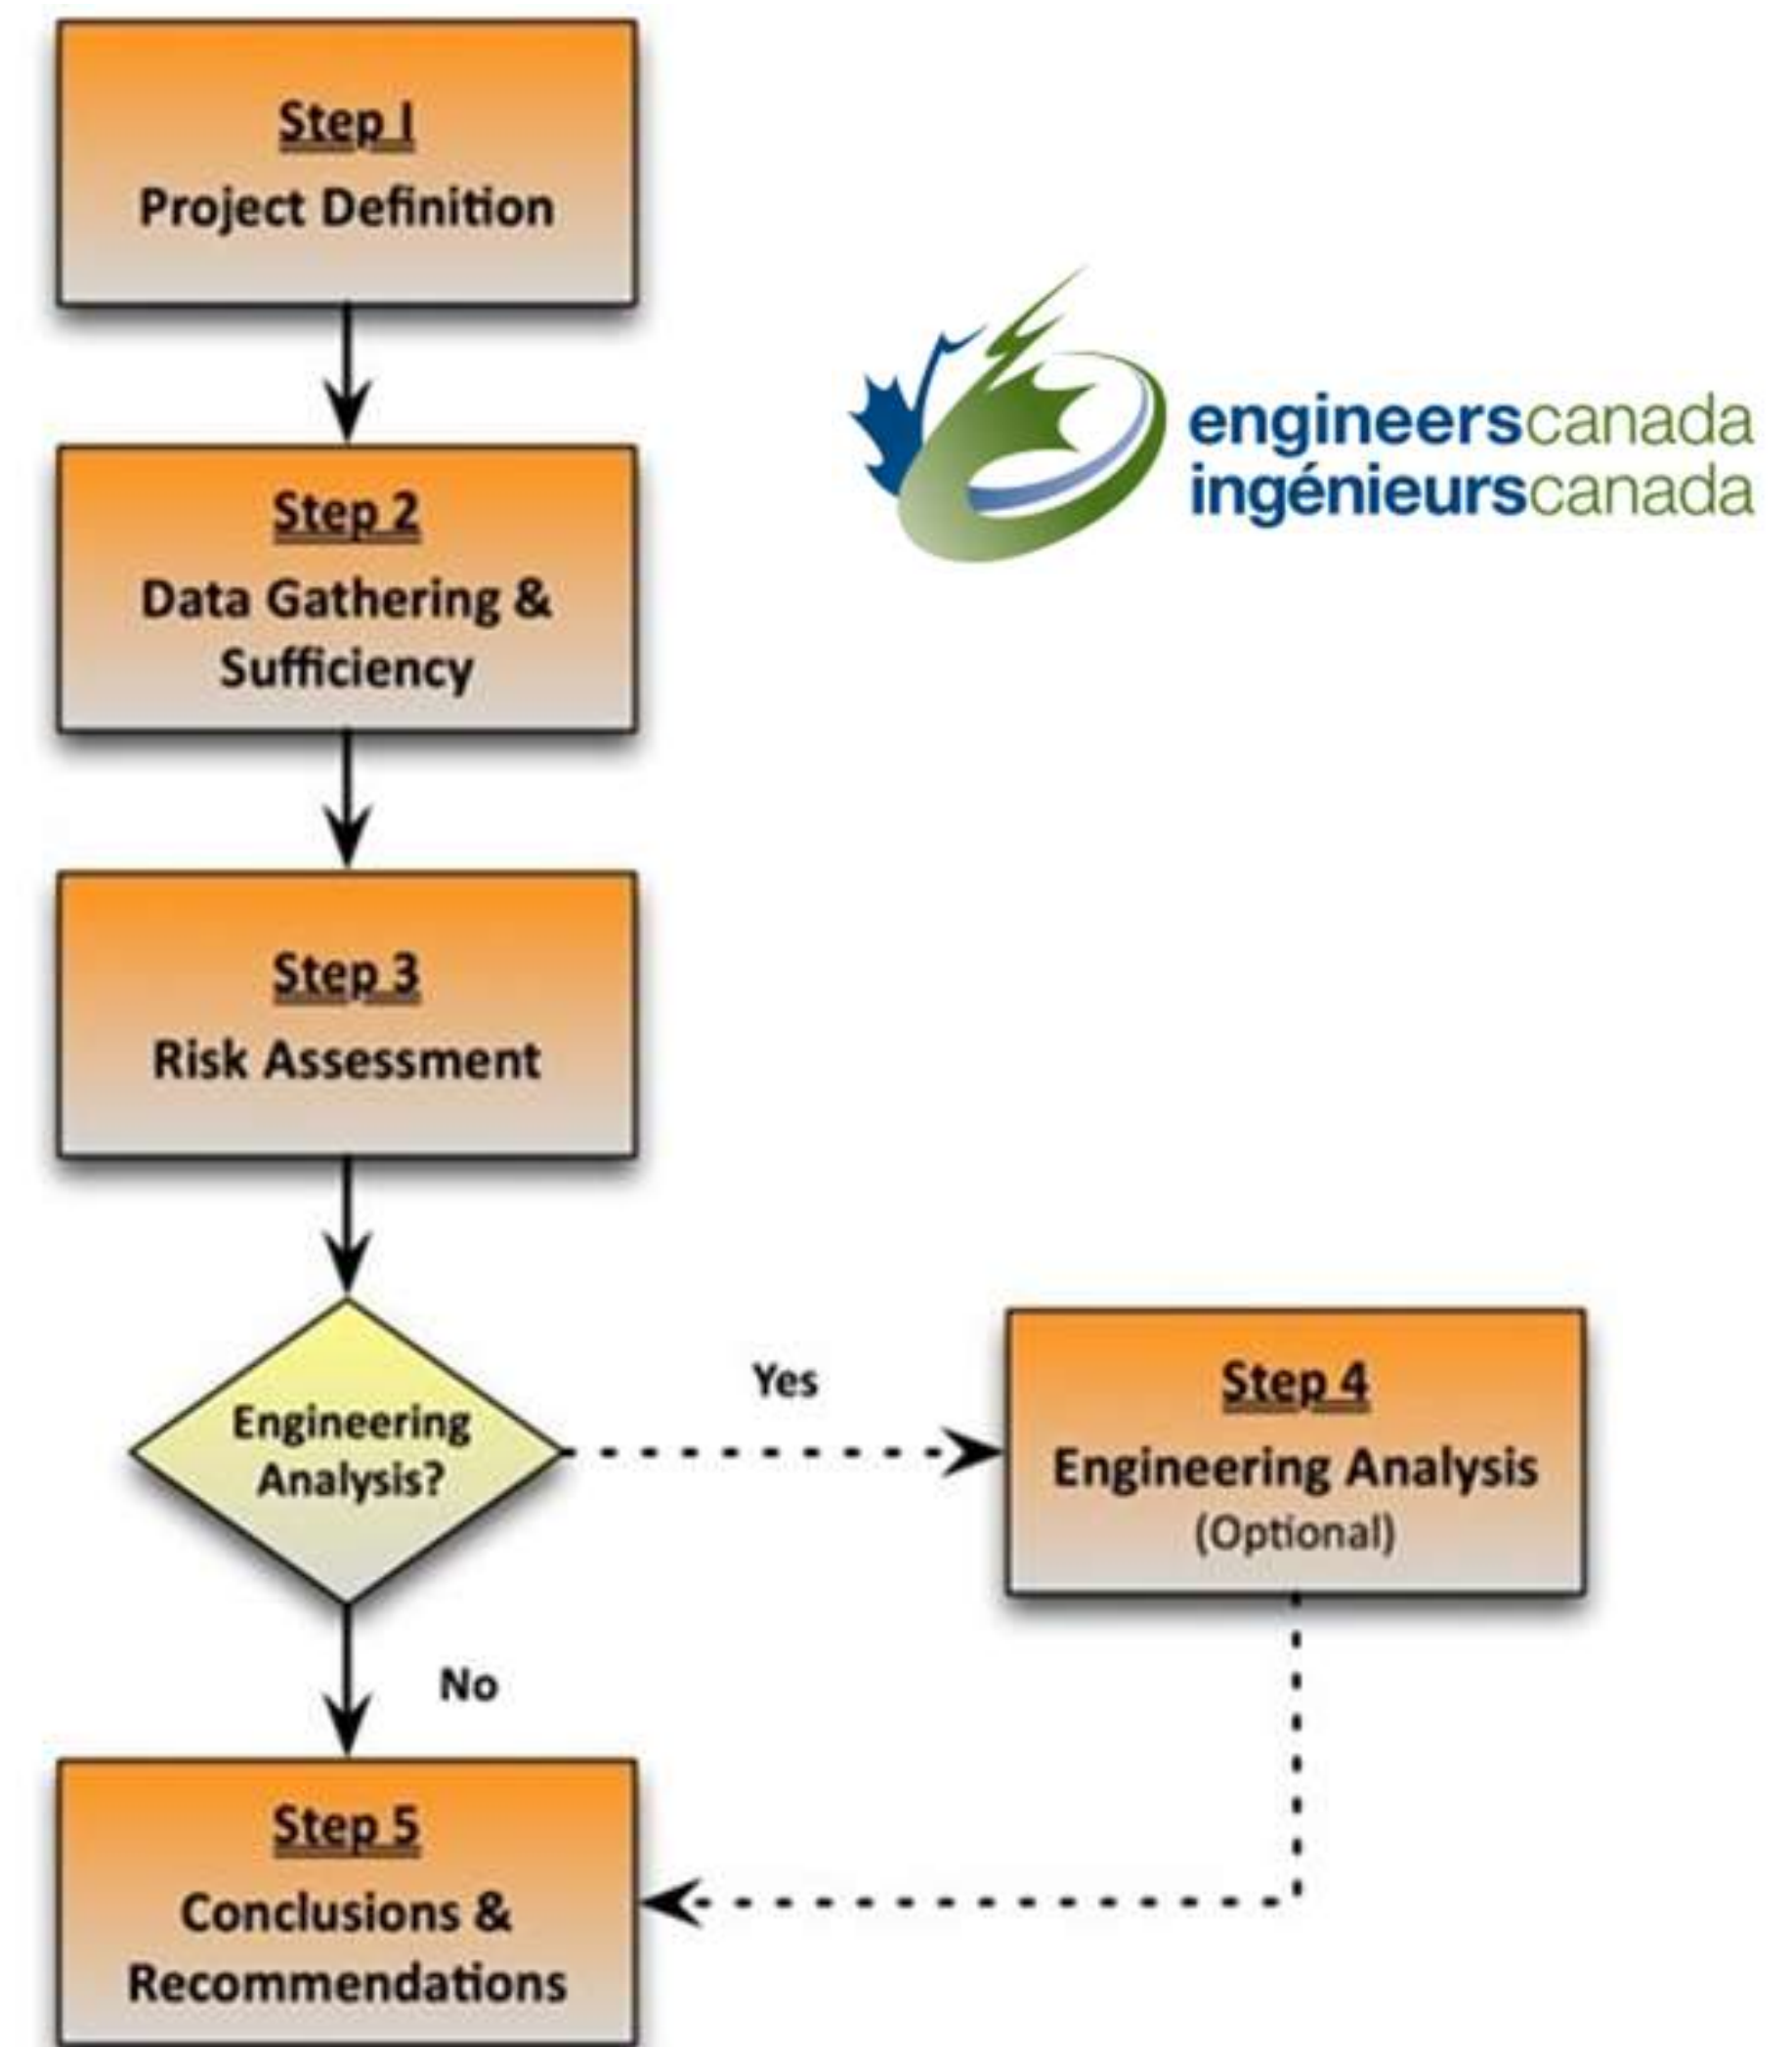 Step I
Project Definition
engineerscanada
ingénieurscanada
Step 2
Data Gathering &
Sufficiency
Step 3
Risk Assessment
Engineering
Analysis?
Yes
Step 4
Engineering Analysis
(Optional)
No
Step 5
Conclusions &
Recommendations